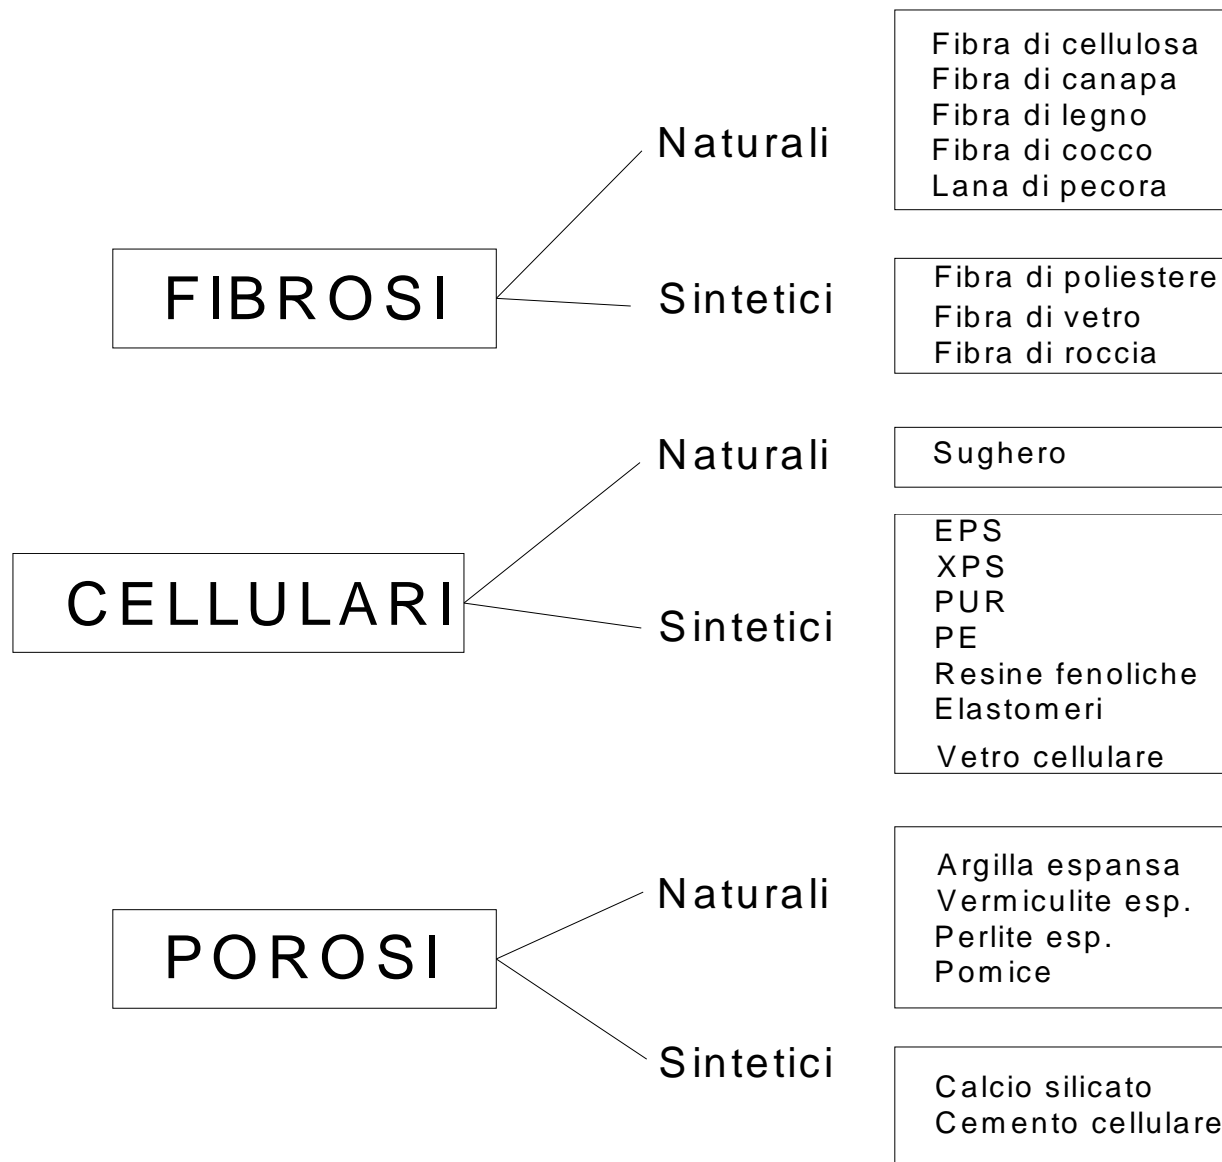 FIBROSI
Naturali
Fibra di cellulosa
Fibra di canapa
Fibra di legno
Fibra di cocco
Lana di pecora
Sintetici
Fibra di poliestere
Fibra di vetro
Fibra di roccia
CELLULARI
Naturali
Sughero
Sintetici
EPS
XPS
PUR
PE
Resine fenoliche
Elastomeri
Vetro cellulare
POROSI
Naturali
Argilla espansa
Vermiculite esp.
Perlite esp.
Pomice
Sintetici
Calcio silicato
Cemento cellulare